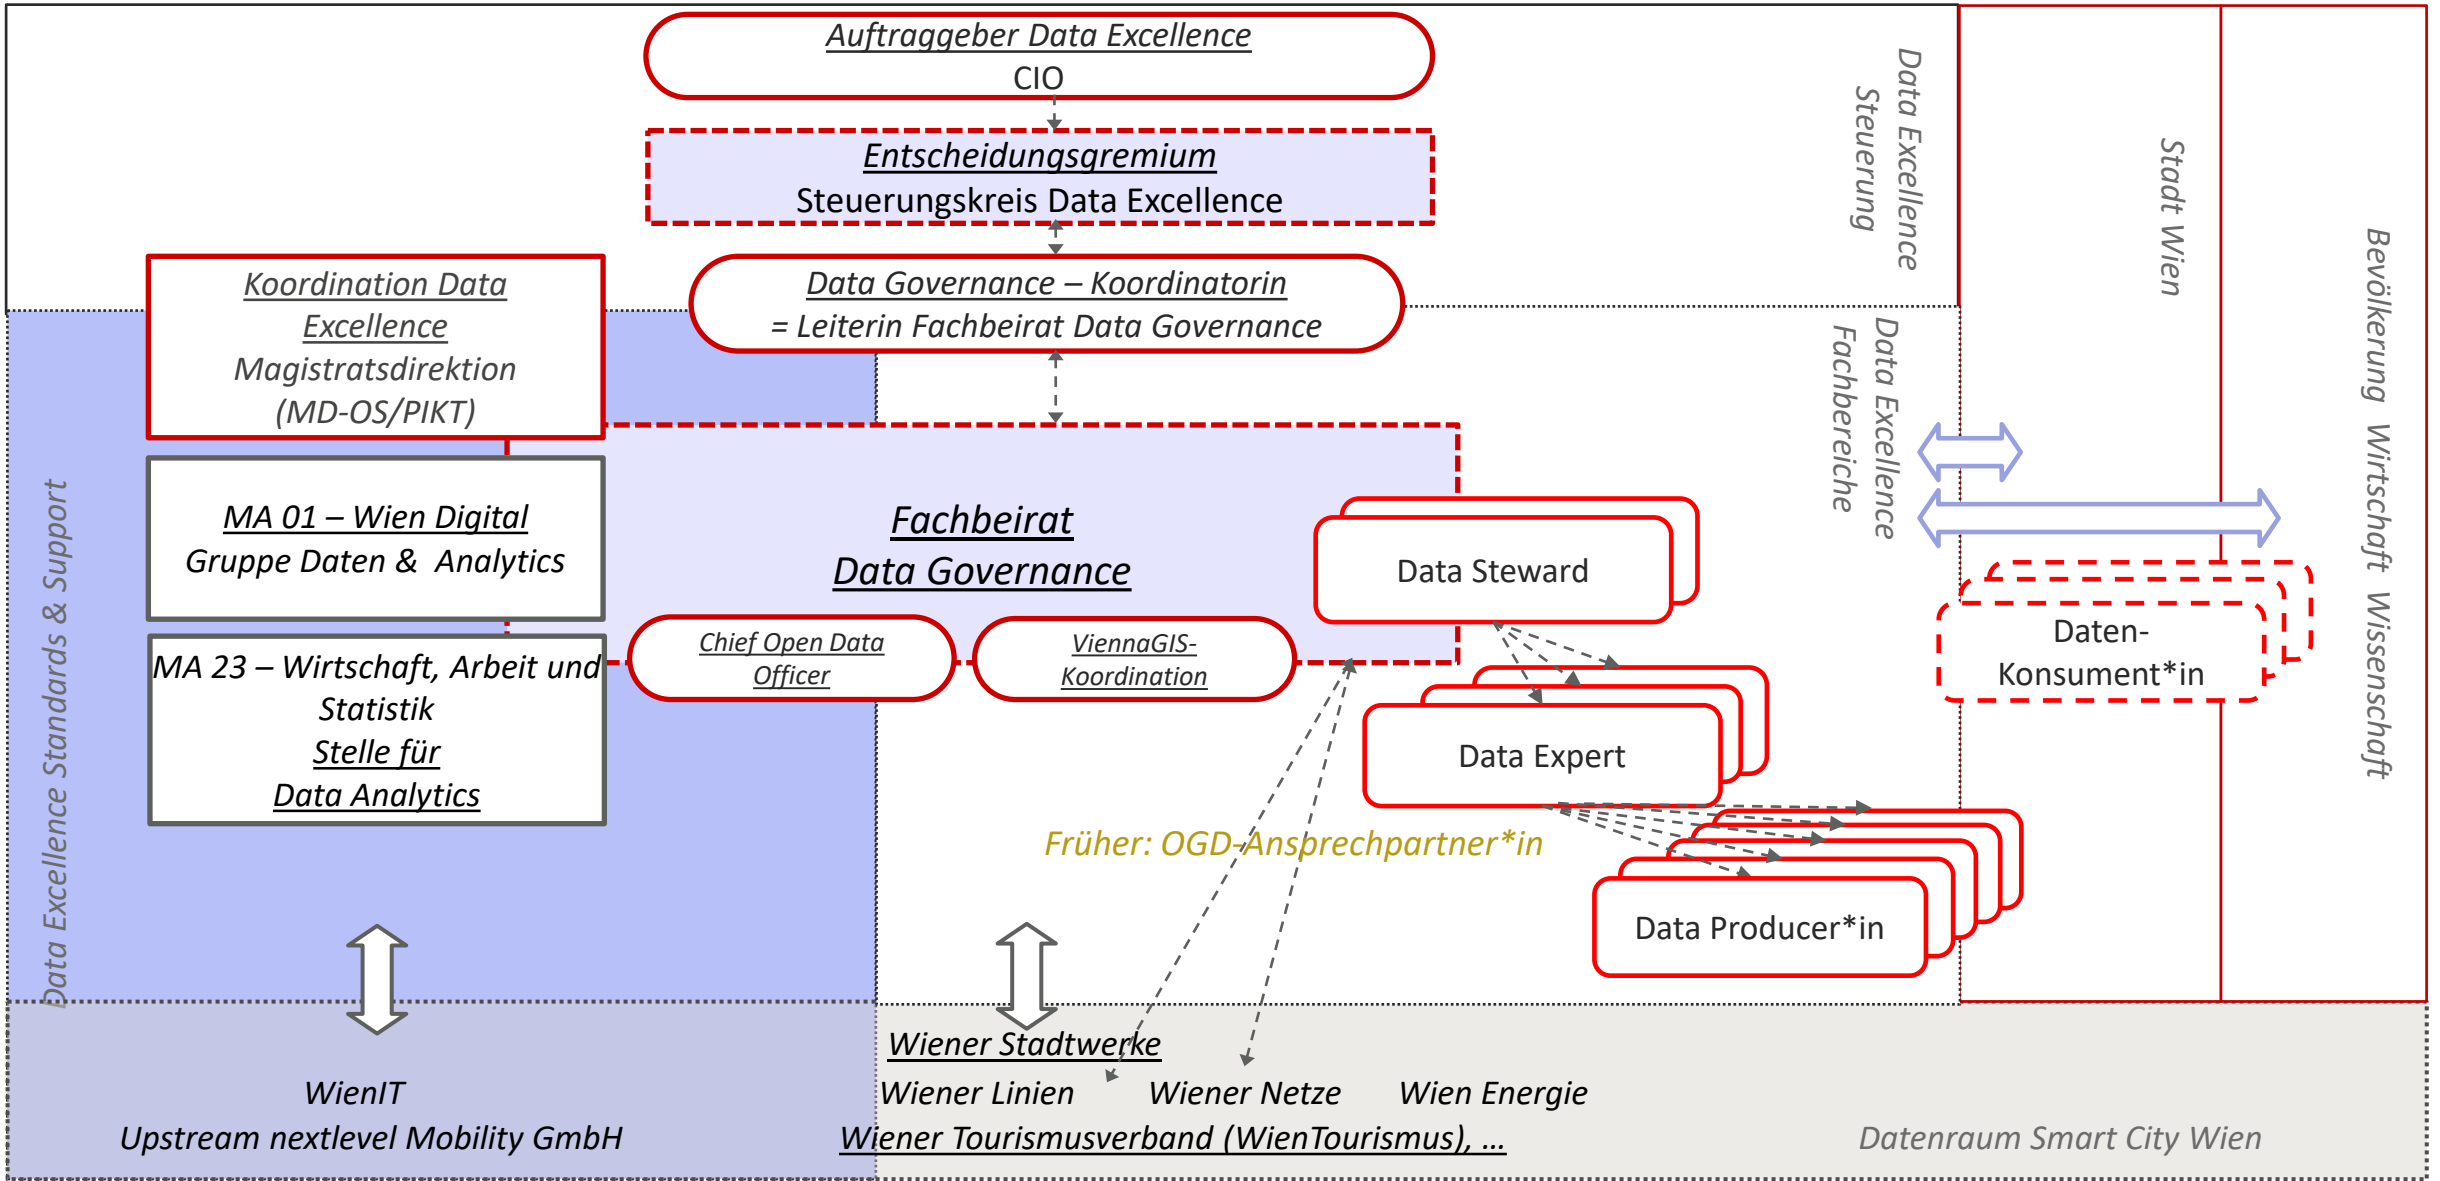 Auftraggeber Data Excellence
CIO
Entscheidungsgremium
Steuerungskreis Data Excellence
Data Governance – Koordinatorin
= Leiterin Fachbeirat Data Governance
Koordination Data
Excellence
Magistratsdirektion
(MD-OS/PIKT)
MA 01 – Wien Digital
Gruppe Daten & Analytics
MA 23 – Wirtschaft, Arbeit und
Statistik
Stelle für
Data Analytics
Data Excellence Standards & Support
Fachbeirat
Data Governance
Chief Open Data
Officer
ViennaGIS-
Koordination
Data Steward
Data Expert
Data Producer*in
Früher: OGD-Ansprechpartner*in
Data Excellence
Steuerung
Data Excellence
Fachbereiche
Stadt Wien
Bevölkerung Wirtschaft Wissenschaft
Daten-
Konsument*in
WienIT
Upstream nextlevel Mobility GmbH
Wiener Stadtwerke
Wiener Linien Wiener Netze Wien Energie
Wiener Tourismusverband (WienTourismus), ...
Datenraum Smart City Wien